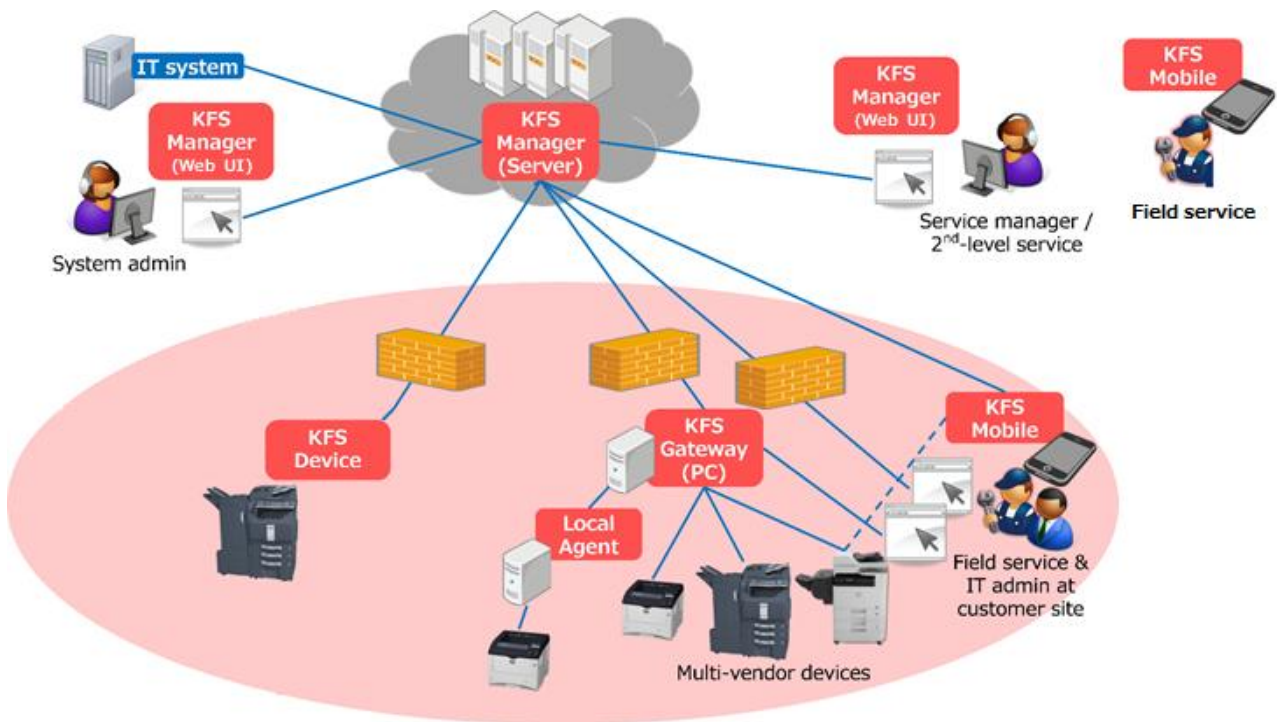 IT system
KFS
Manager
(Web UI)
System admin
KFS
Manager
(Server)
KFS
Manager
(Web UI)
Service manager /
2nd-level service
KFS
Mobile
Field service
KFS
Device
KFS
Gateway
(PC)
Local
Agent
Multi-vendor devices
KFS
Mobile
Field service &
IT admin at
customer site